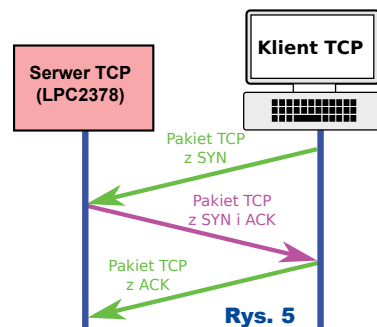 Serwer TCP
(LPC2378)
Klient TCP
Pakiet TCP
z SYN
Pakiet TCP
z SYN i ACK
Pakiet TCP
z ACK
Rys. 5